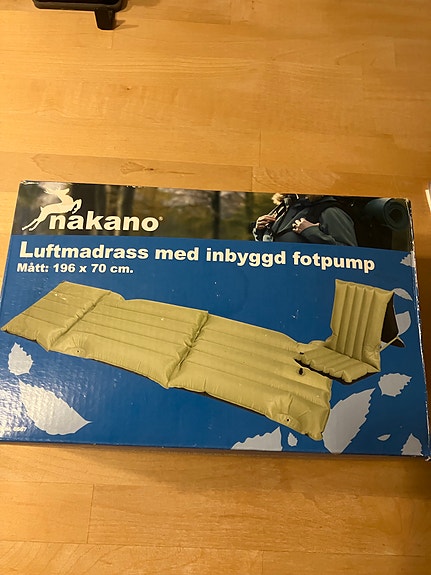 nakano®
Luftmadrass med inbyggd fotpump
Mått: 196 x 70 cm.